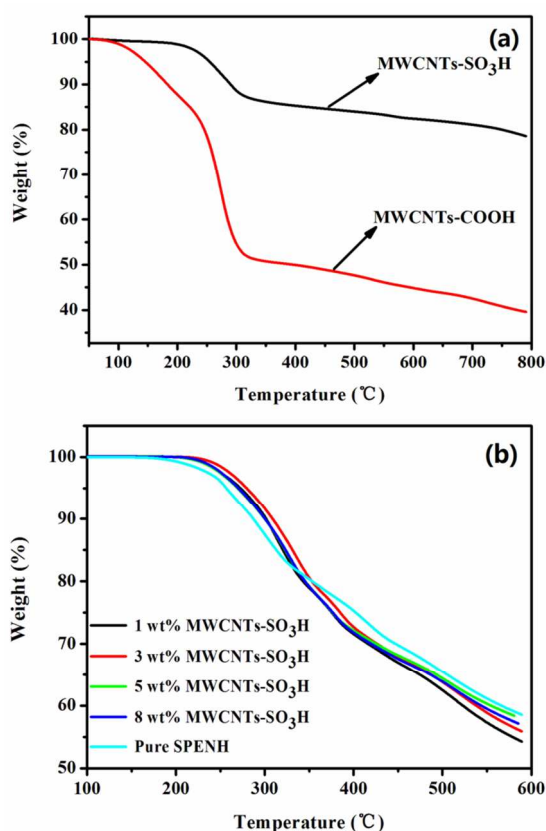 (a)
100
90
80
70
60
50
40
Weight (%)
MWCNTs-SO3H
MWCNTs-COOH
100 200 300 400 500 600 700 800
Temperature (℃)
(b)
100
90
80
70
60
50
Weight (%)
1 wt% MWCNTs-SO3H
3 wt% MWCNTs-SO3H
5 wt% MWCNTs-SO3H
8 wt% MWCNTs-SO3H
Pure SPENH
100 200 300 400 500 600
Temperature (℃)